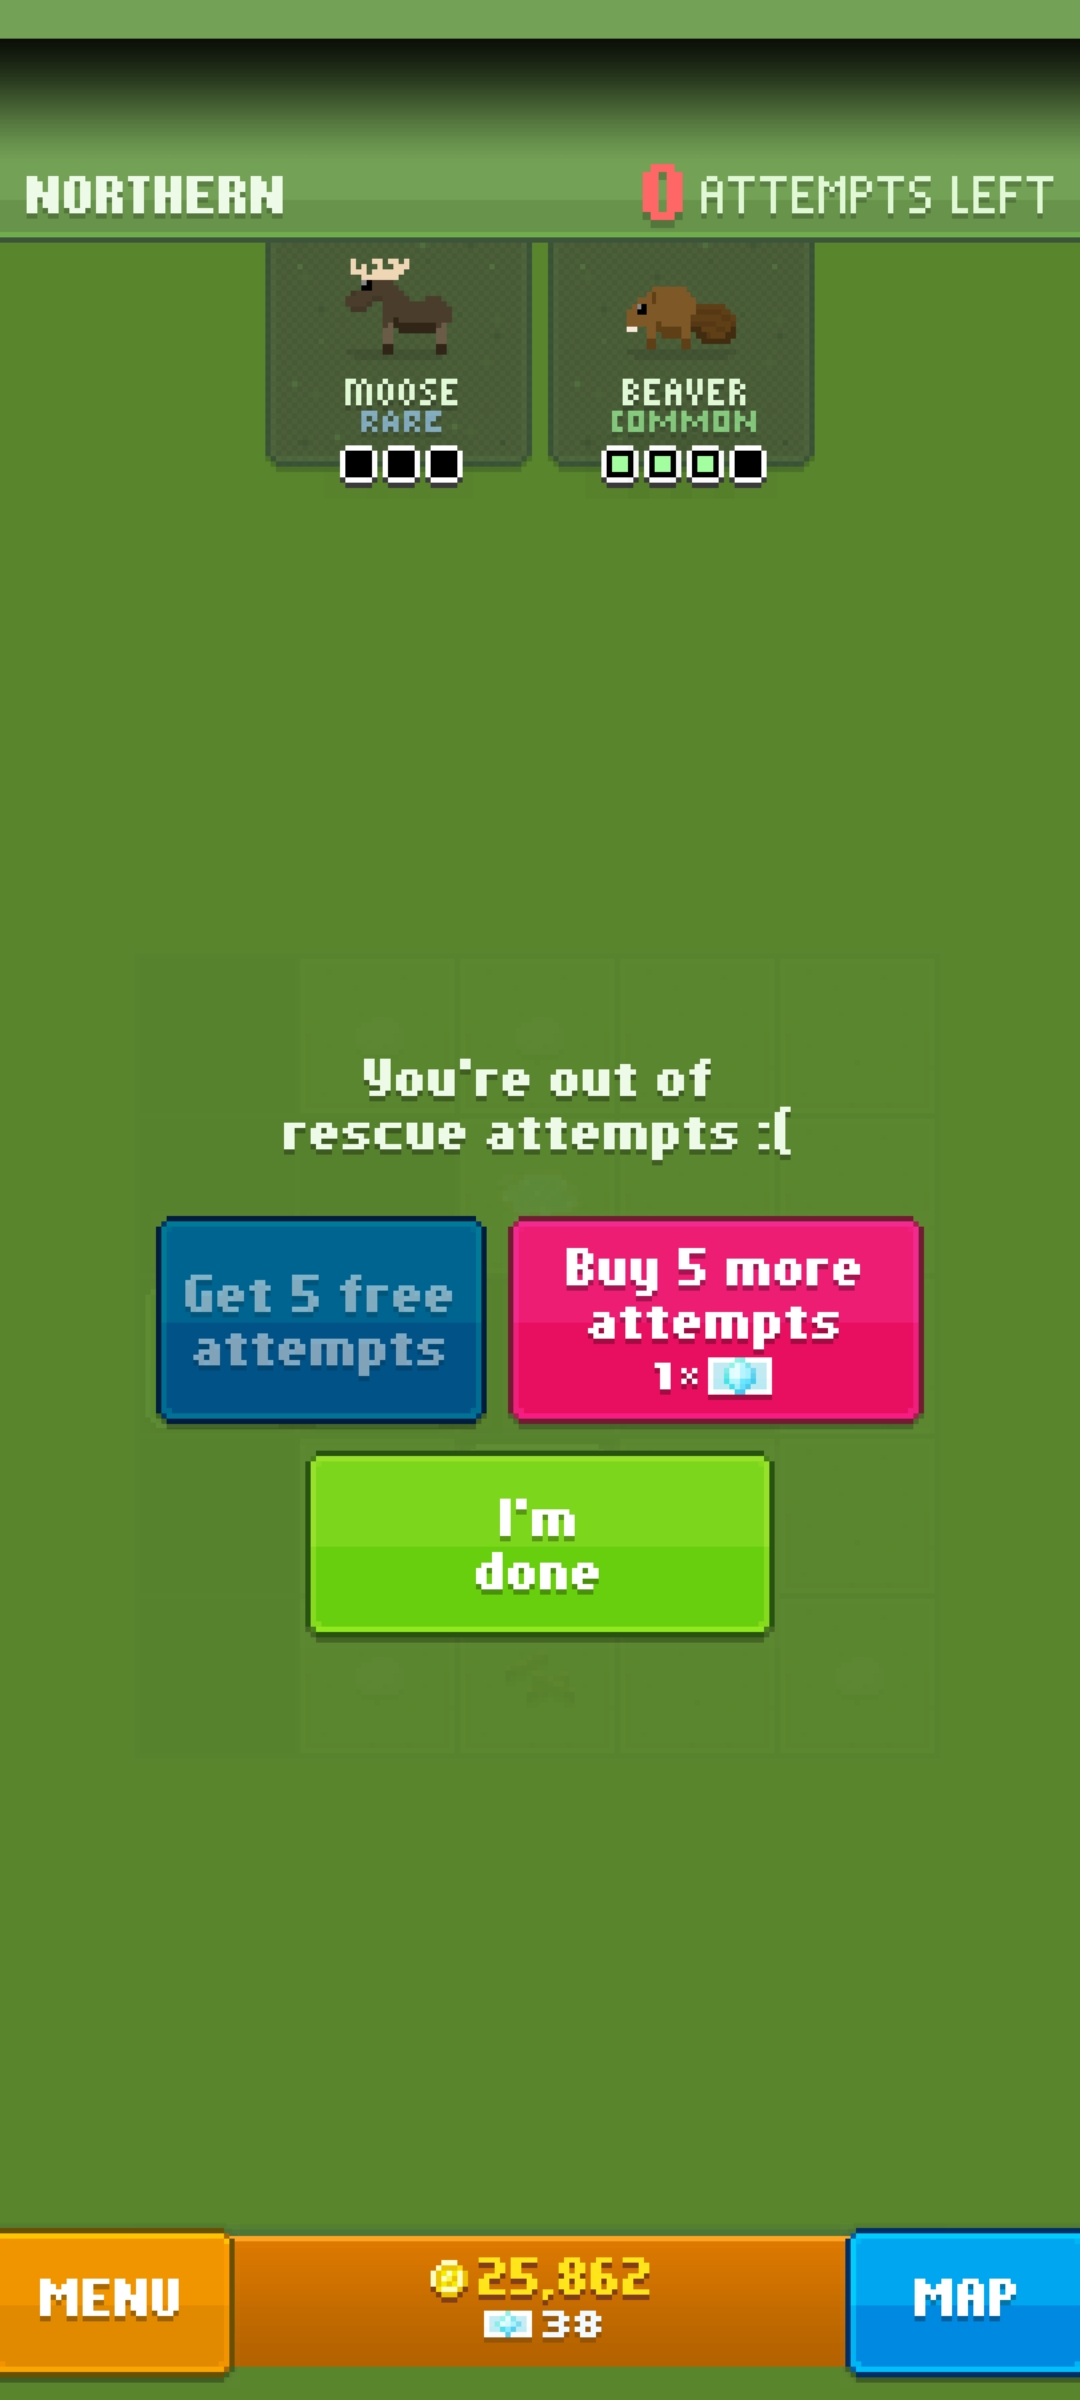 NORTHERN
0 ATTEMPTS LEFT
MOOSE
RARE
BEAVER
COMMON
You're out of
rescue attempts :(
Get 5 free
attempts
Buy 5 more
attempts
1×
I'm
done
MENU
25,862
38
MAP